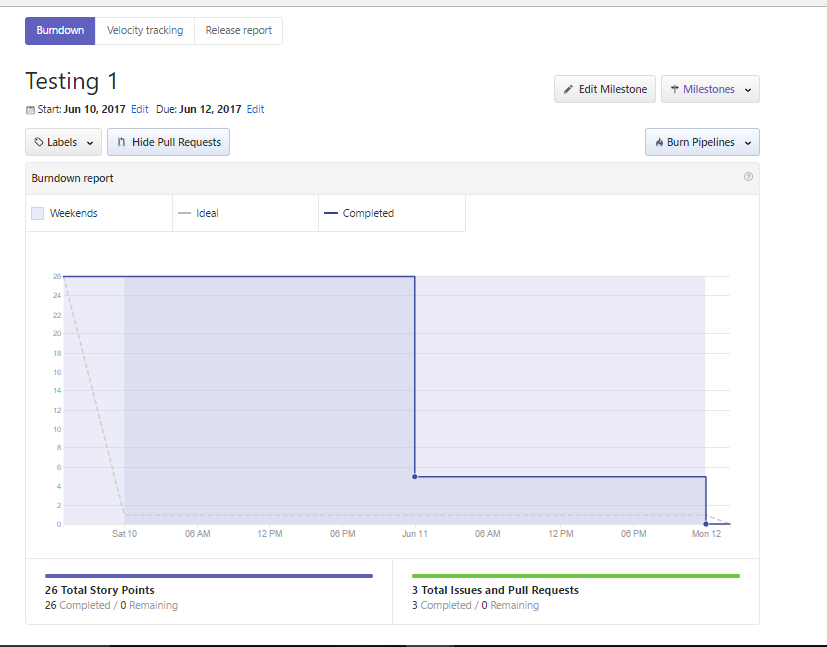 Burndown Velocity tracking Release report
Testing 1
Edit Milestone Milestones
Start: Jun 10, 2017 Edit Due: Jun 12, 2017 Edit
Labels Hide Pull Requests Burn Pipelines
Burndown report ?
Weekends Ideal Completed
26
24
22
20
18
16
14
12
10
8
6
4
2
0
Sat 10 06 AM 12 PM 06 PM Jun 11 06 AM 12 PM 06 PM Mon 12
26 Total Story Points
26 Completed / 0 Remaining
3 Total Issues and Pull Requests
3 Completed / 0 Remaining